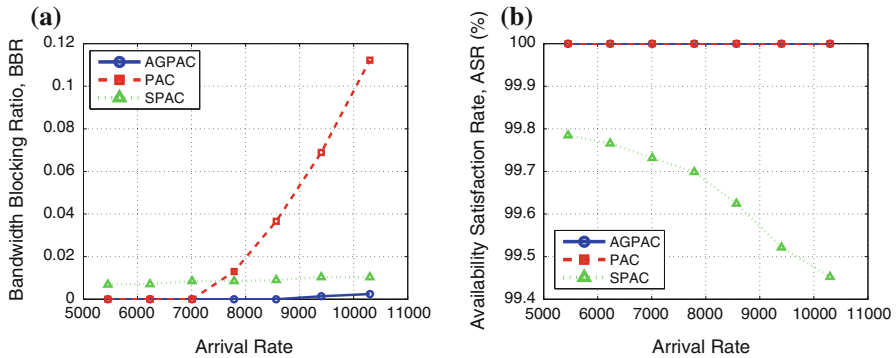 (a)
Bandwidth Blocking Ratio, BBR
0.12
0.1
0.08
0.06
0.04
0.02
0
5000 6000 7000 8000 9000 10000 11000
Arrival Rate
AGPAC
PAC
SPAC
(b)
Availability Satisfaction Rate, ASR (%)
100
99.9
99.8
99.7
99.6
99.5
99.4
5000 6000 7000 8000 9000 10000 11000
Arrival Rate
AGPAC
PAC
SPAC